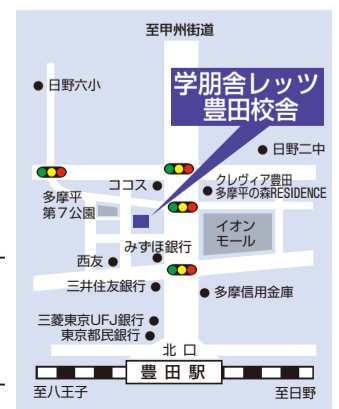 至甲州街道
日野六小
学朋舎レッツ
豊田校舎
日野二中
ココス
クレヴィア豊田
多摩平の森RESIDENCE
多摩平
第7公園
イオン
モール
みずほ銀行
西友
三井住友銀行
多摩信用金庫
三菱東京UFJ銀行
東京都民銀行
北口
豊田駅
至八王子
至日野